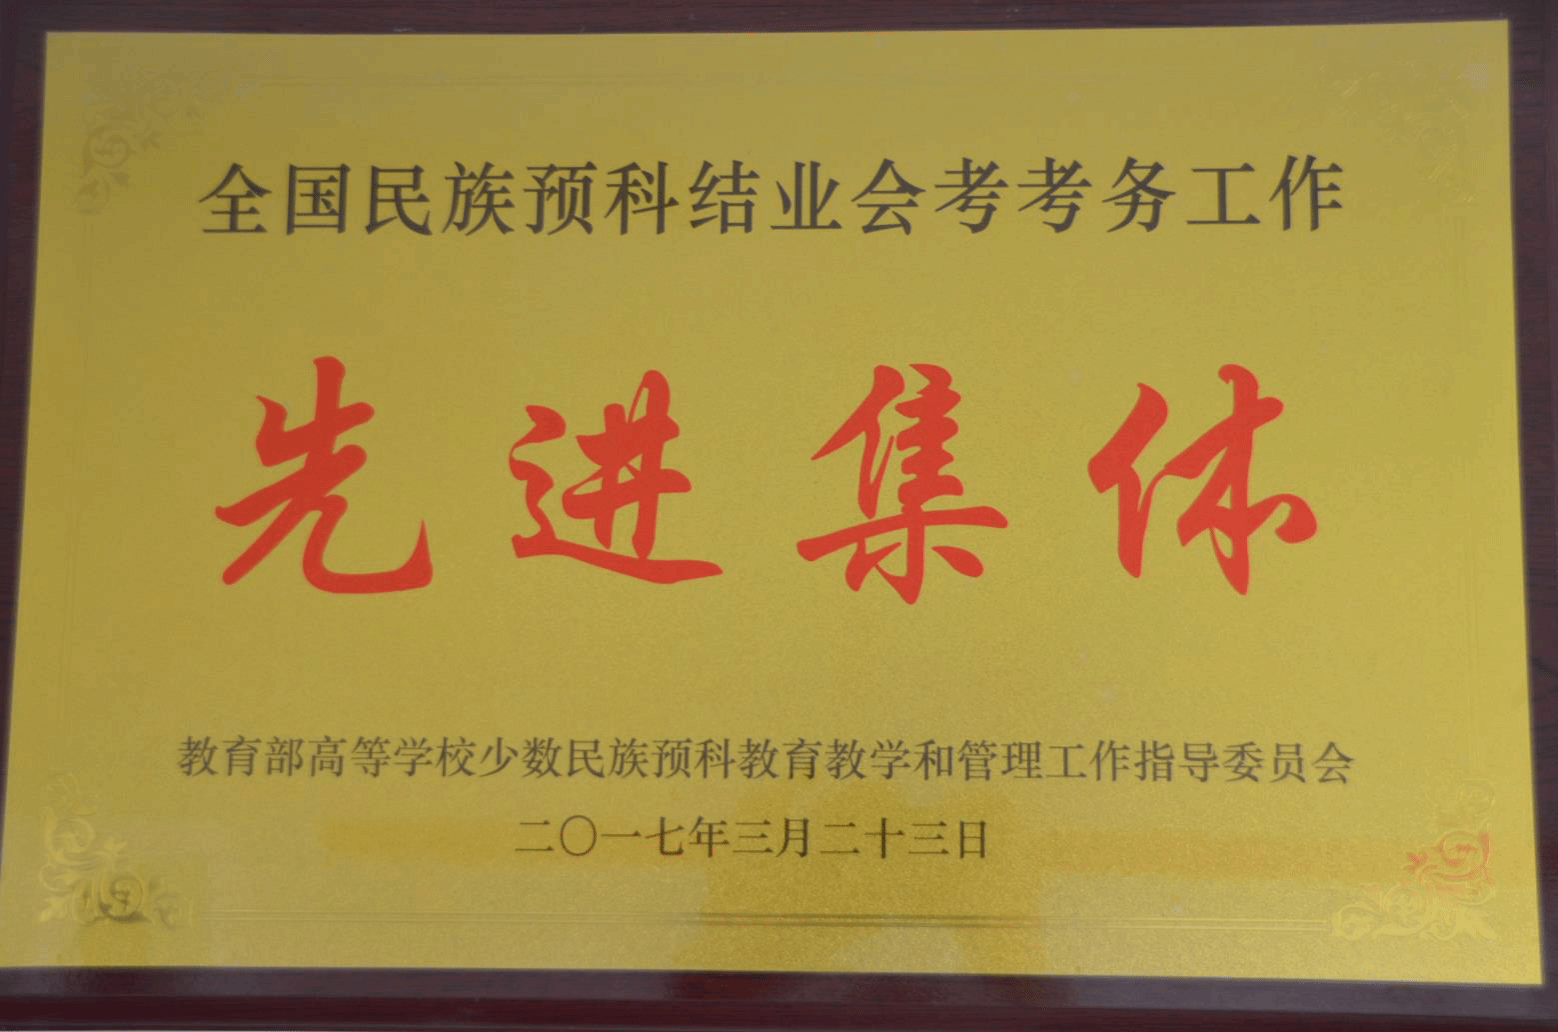 全国民族预科结业会考考务工作
先进集体
教育部高等学校少数民族预科教育教学和管理工作指导委员会
二〇一七年三月二十三日